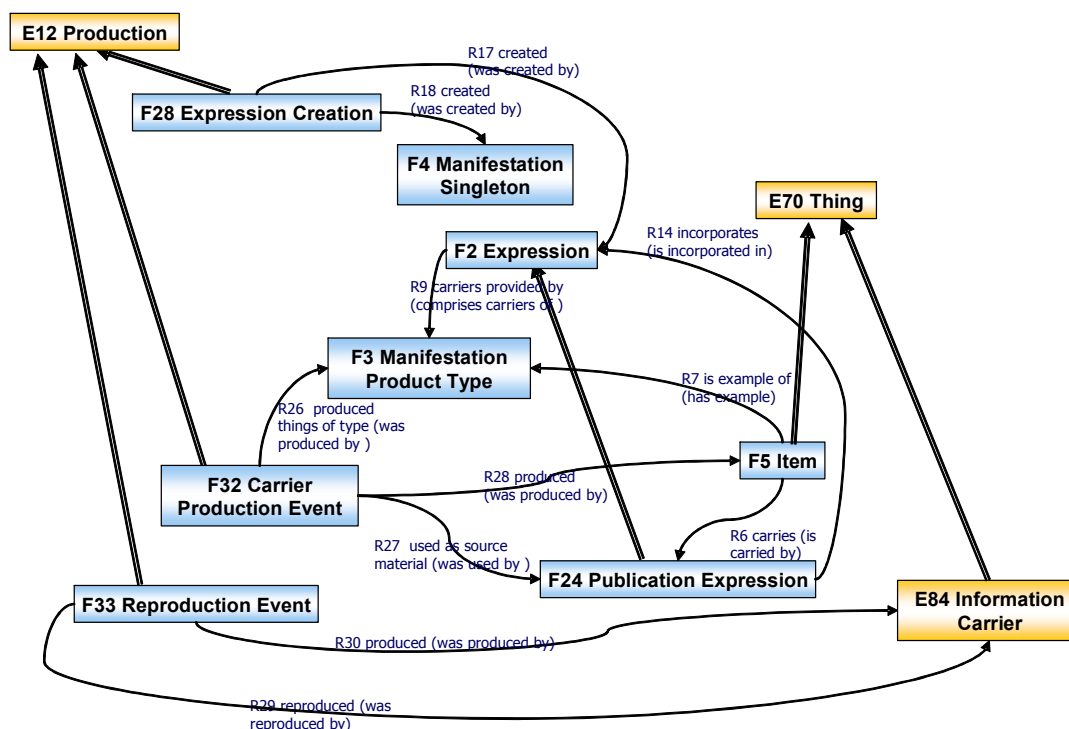 E12 Production
R17 created
(was created by)
R18 created
(was created by)
F28 Expression Creation
F4 Manifestation
Singleton
E70 Thing
R14 incorporates
(is incorporated in)
F2 Expression
R9 carriers provided by
(comprises carriers of )
F3 Manifestation
Product Type
R7 is example of
(has example)
R26  produced
things of type (was
produced by )
F5 Item
F32 Carrier
Production Event
R28 produced
(was produced by)
R6 carries (is
carried by)
R27  used as source
material (was used by )
F24 Publication Expression
F33 Reproduction Event
E84 Information
Carrier
R30 produced (was produced by)
R29 reproduced (was
reproduced by)